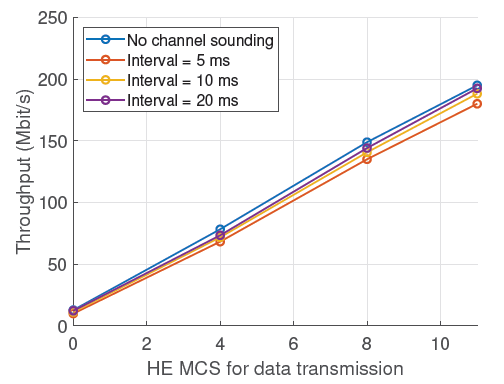 250
200
150
100
50
0
Throughput (Mbit/s)
No channel sounding
Interval = 5 ms
Interval = 10 ms
Interval = 20 ms
0 2 4 6 8 10
HE MCS for data transmission